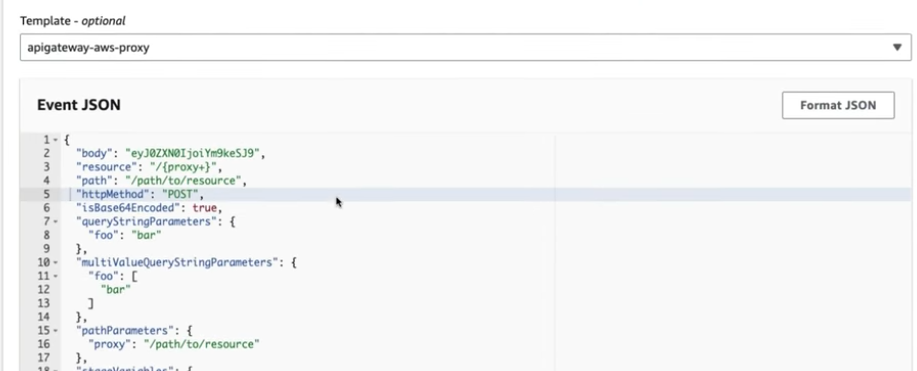 Template - optional
apigateway-aws-proxy
Event JSON
Format JSON
1 {
2 "body": "eyJ0ZXN0IjoiYm9keSJ9",
3 "resource": "/{proxy+}",
4 "path": "/path/to/resource",
5 "httpMethod": "POST",
6 "isBase64Encoded": true,
7 "queryStringParameters": {
8 "foo": "bar"
9 },
10 "multiValueQueryStringParameters": {
11 "foo": [
12 "bar"
13 ]
14 },
15 "pathParameters": {
16 "proxy": "/path/to/resource"
17 },
18 "stageVariables": {